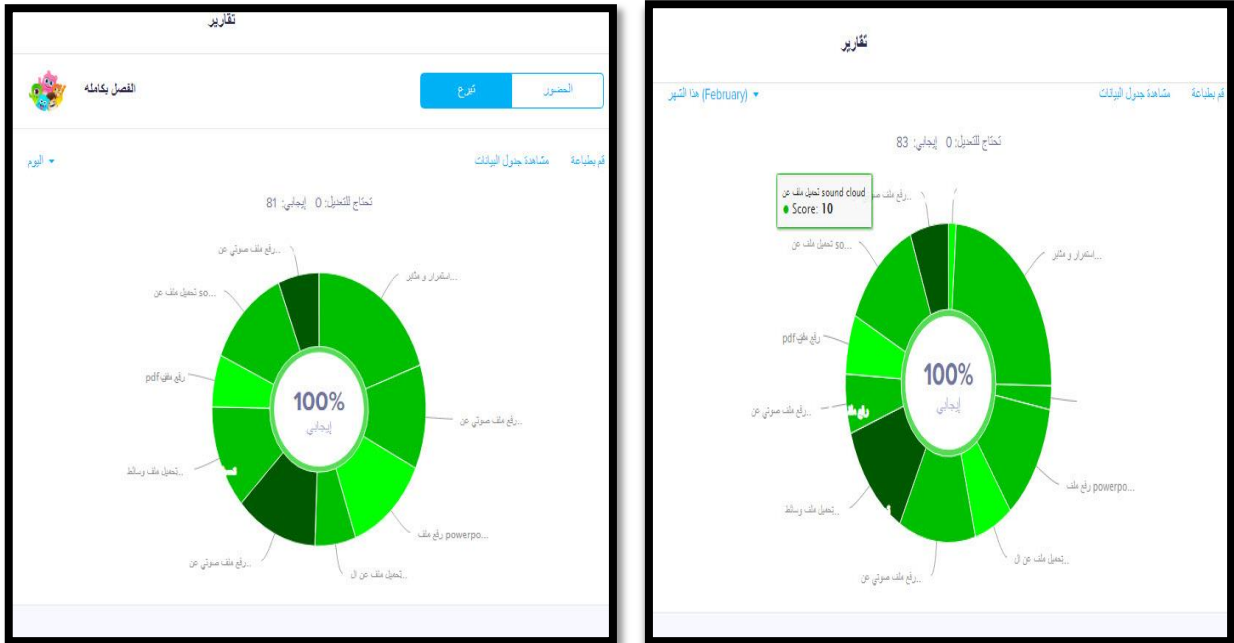 تقارير
الفصل بكامله
تبرع
الحضور
اليوم
مشاهدة جدول البيانات
قم بطباعة
تحتاج للتعديل: 0 إيجابي: 81
...رفع ملف صوتي عن
...استمرار و مثابر
تحميل ملف عن so...
رفع ملف pdf
...رفع ملف صوتي عن
100%
إيجابي
...تحميل ملف وسائط
رفع ملف powerpo...
...رفع ملف صوتي عن
...تحميل ملف عن ال
تقارير
هذا الشهر (February)
مشاهدة جدول البيانات
قم بطباعة
تحتاج للتعديل: 0 إيجابي: 83
تحميل ملف عن sound cloud
Score: 10
...رفع ملف صو
تحميل ملف عن so...
...استمرار و مثابر
رفع ملف pdf
100%
إيجابي
...رفع ملف صوتي عن
رفع ملف powerpo...
...تحميل ملف وسائط
...تحميل ملف عن ال
...رفع ملف صوتي عن